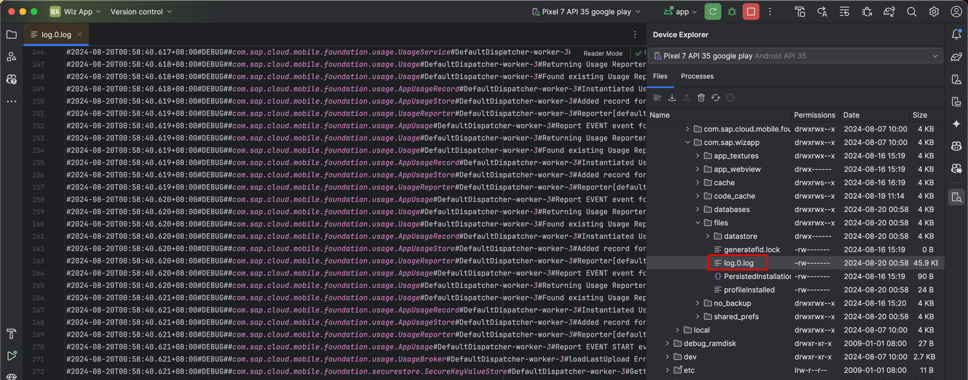 WA Wiz App Version control Pixel 7 API 35 google play app
log.0.log Device Explorer
Reader Mode Pixel 7 API 35 google play Android API 35
Files Processes
246 #2024-08-20T00:58:40.617+08:00#DEBUG##com.sap.cloud.mobile.foundation.usage.UsageService#DefaultDispatcher-worker-3#
247 #2024-08-20T00:58:40.618+08:00#DEBUG##com.sap.cloud.mobile.foundation.usage.AppUsage#DefaultDispatcher-worker-3#Returning Usage Reporter
248 #2024-08-20T00:58:40.618+08:00#DEBUG##com.sap.cloud.mobile.foundation.usage.AppUsage#DefaultDispatcher-worker-3#Found existing Usage Repor
249 #2024-08-20T00:58:40.618+08:00#DEBUG##com.sap.cloud.mobile.foundation.usage.AppUsageRecord#DefaultDispatcher-worker-3#Instantiated Us
250 #2024-08-20T00:58:40.619+08:00#DEBUG##com.sap.cloud.mobile.foundation.usage.AppUsageStore#DefaultDispatcher-worker-3#Added record for
251 #2024-08-20T00:58:40.619+08:00#DEBUG##com.sap.cloud.mobile.foundation.usage.UsageReporter#DefaultDispatcher-worker-3#Reporter[default
252 #2024-08-20T00:58:40.619+08:00#DEBUG##com.sap.cloud.mobile.foundation.usage.AppUsage#DefaultDispatcher-worker-3#Report EVENT event fo
253 #2024-08-20T00:58:40.619+08:00#DEBUG##com.sap.cloud.mobile.foundation.usage.AppUsage#DefaultDispatcher-worker-3#Returning Usage Reporter
254 #2024-08-20T00:58:40.619+08:00#DEBUG##com.sap.cloud.mobile.foundation.usage.AppUsage#DefaultDispatcher-worker-3#Found existing Usage Repor
255 #2024-08-20T00:58:40.619+08:00#DEBUG##com.sap.cloud.mobile.foundation.usage.AppUsageRecord#DefaultDispatcher-worker-3#Instantiated Us
256 #2024-08-20T00:58:40.619+08:00#DEBUG##com.sap.cloud.mobile.foundation.usage.AppUsageStore#DefaultDispatcher-worker-3#Added record for
257 #2024-08-20T00:58:40.619+08:00#DEBUG##com.sap.cloud.mobile.foundation.usage.UsageReporter#DefaultDispatcher-worker-3#Reporter[default
258 #2024-08-20T00:58:40.620+08:00#DEBUG##com.sap.cloud.mobile.foundation.usage.AppUsage#DefaultDispatcher-worker-3#Report EVENT event fo
259 #2024-08-20T00:58:40.620+08:00#DEBUG##com.sap.cloud.mobile.foundation.usage.AppUsage#DefaultDispatcher-worker-3#Returning Usage Reporter
260 #2024-08-20T00:58:40.620+08:00#DEBUG##com.sap.cloud.mobile.foundation.usage.AppUsage#DefaultDispatcher-worker-3#Found existing Usage Repor
261 #2024-08-20T00:58:40.620+08:00#DEBUG##com.sap.cloud.mobile.foundation.usage.AppUsageRecord#DefaultDispatcher-worker-3#Instantiated Us
262 #2024-08-20T00:58:40.620+08:00#DEBUG##com.sap.cloud.mobile.foundation.usage.AppUsageStore#DefaultDispatcher-worker-3#Added record for
263 #2024-08-20T00:58:40.620+08:00#DEBUG##com.sap.cloud.mobile.foundation.usage.UsageReporter#DefaultDispatcher-worker-3#Reporter[default
264 #2024-08-20T00:58:40.620+08:00#DEBUG##com.sap.cloud.mobile.foundation.usage.AppUsage#DefaultDispatcher-worker-3#Report EVENT event fo
265 #2024-08-20T00:58:40.620+08:00#DEBUG##com.sap.cloud.mobile.foundation.usage.AppUsage#DefaultDispatcher-worker-3#Returning Usage Reporter
266 #2024-08-20T00:58:40.621+08:00#DEBUG##com.sap.cloud.mobile.foundation.usage.AppUsage#DefaultDispatcher-worker-3#Found existing Usage Repor
267 #2024-08-20T00:58:40.621+08:00#DEBUG##com.sap.cloud.mobile.foundation.usage.AppUsageRecord#DefaultDispatcher-worker-3#Instantiated Us
268 #2024-08-20T00:58:40.621+08:00#DEBUG##com.sap.cloud.mobile.foundation.usage.AppUsageStore#DefaultDispatcher-worker-3#Added record for
269 #2024-08-20T00:58:40.621+08:00#DEBUG##com.sap.cloud.mobile.foundation.usage.UsageReporter#DefaultDispatcher-worker-3#Reporter[default
270 #2024-08-20T00:58:40.621+08:00#DEBUG##com.sap.cloud.mobile.foundation.usage.AppUsage#DefaultDispatcher-worker-3#Report EVENT START ev
271 #2024-08-20T00:58:40.621+08:00#DEBUG##com.sap.cloud.mobile.foundation.usage.UsageBroker#DefaultDispatcher-worker-3#loadLastUpload Err
272 #2024-08-20T00:58:40.621+08:00#DEBUG##com.sap.cloud.mobile.foundation.securestore.SecureKeyValueStore#DefaultDispatcher-worker-3#Gett
Name Permissions Date Size
com.sap.cloud.mobile.fou drwxrwx--x 2024-08-07 10:00 4 KB
com.sap.wizapp drwxrwx--x 2024-08-07 10:00 4 KB
app_textures drwxrwx--x 2024-08-16 15:19 4 KB
app_webview drwx------ 2024-08-16 15:19 4 KB
cache drwxrws--x 2024-08-16 16:19 4 KB
code_cache drwxrws--x 2024-08-19 11:14 4 KB
databases drwxrwx--x 2024-08-20 00:58 4 KB
files drwxrwx--x 2024-08-20 00:58 4 KB
datastore drwx------ 2024-08-16 15:19 4 KB
generatefid.lock -rw------- 2024-08-16 15:19 0 B
log.0.log -rw------- 2024-08-20 00:58 45.9 KI
PersistedInstallation -rw------- 2024-08-16 15:19 90 B
profileInstalled -rw------- 2024-08-20 00:58 24 B
no_backup drwxrwx--x 2024-08-16 15:20 4 KB
shared_prefs drwxrwx--x 2024-08-20 00:58 4 KB
local drwxrwx--x 2024-08-07 10:00 4 KB
debug_ramdisk drwxr-xr-x 2009-01-01 08:00 27 B
dev drwxr-xr-x 2024-08-07 10:00 2.7 KB
etc lrw-r--r-- 2009-01-01 08:00 11 B